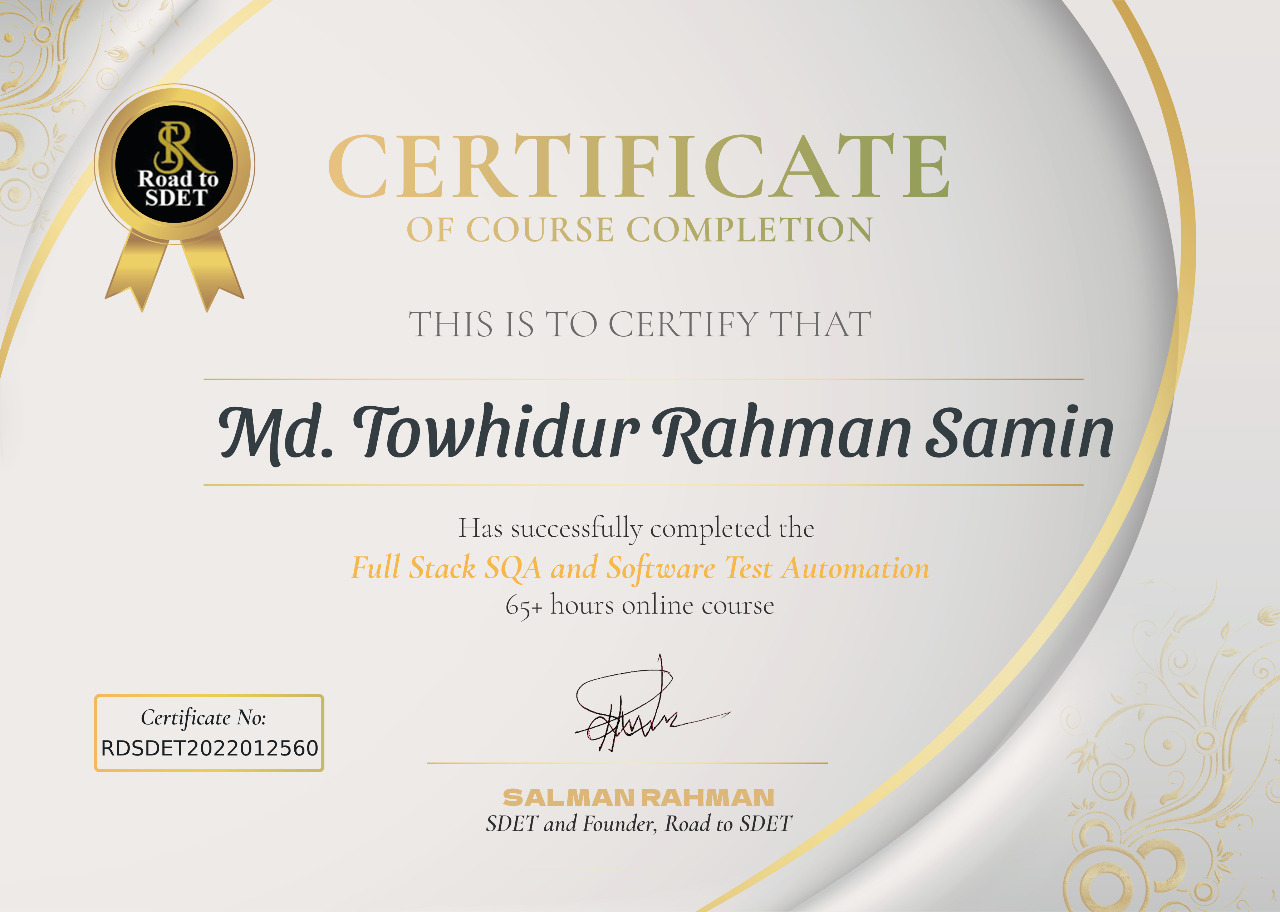 Road to
SDET
CERTIFICATE
OF COURSE COMPLETION
THIS IS TO CERTIFY THAT
Md. Towhidur Rahman Samin
Has successfully completed the
Full Stack SQA and Software Test Automation
65+ hours online course
Certificate No:
RDSDET2022012560
SALMAN RAHMAN
SDET and Founder, Road to SDET